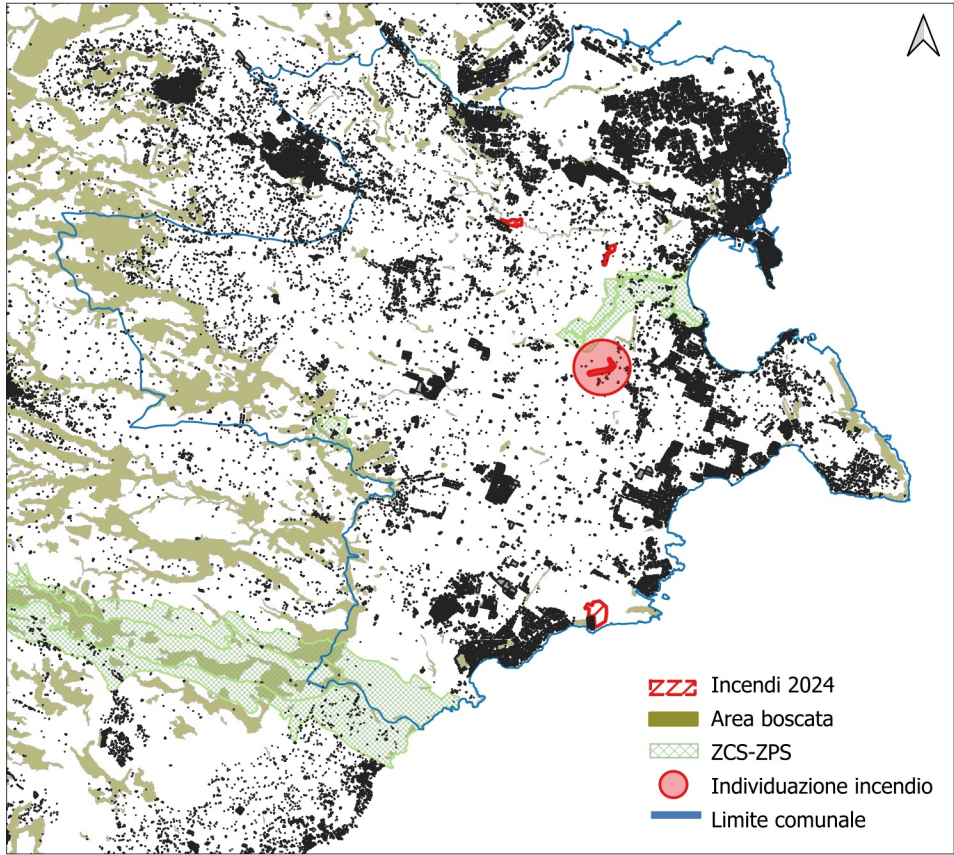 Incendi 2024
Area boscata
ZCS-ZPS
Individuazione incendio
Limite comunale